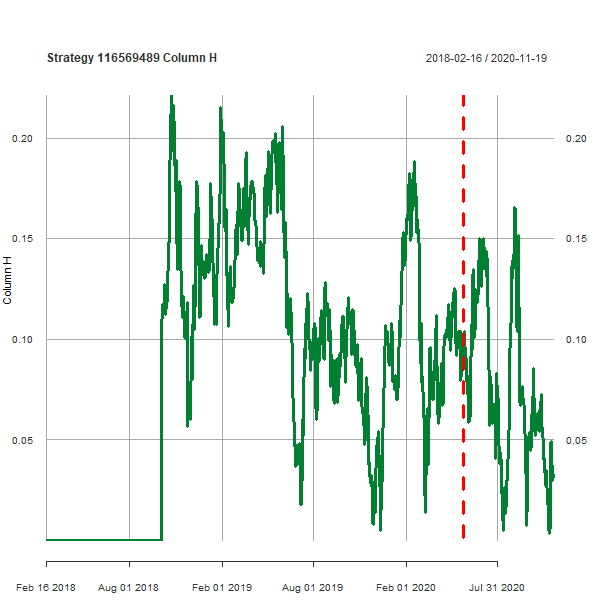 Strategy 116569489 Column H
2018-02-16 / 2020-11-19
Column H
0.20
0.15
0.10
0.05
0.20
0.15
0.10
0.05
Feb 16 2018
Aug 01 2018
Feb 01 2019
Aug 01 2019
Feb 01 2020
Jul 31 2020